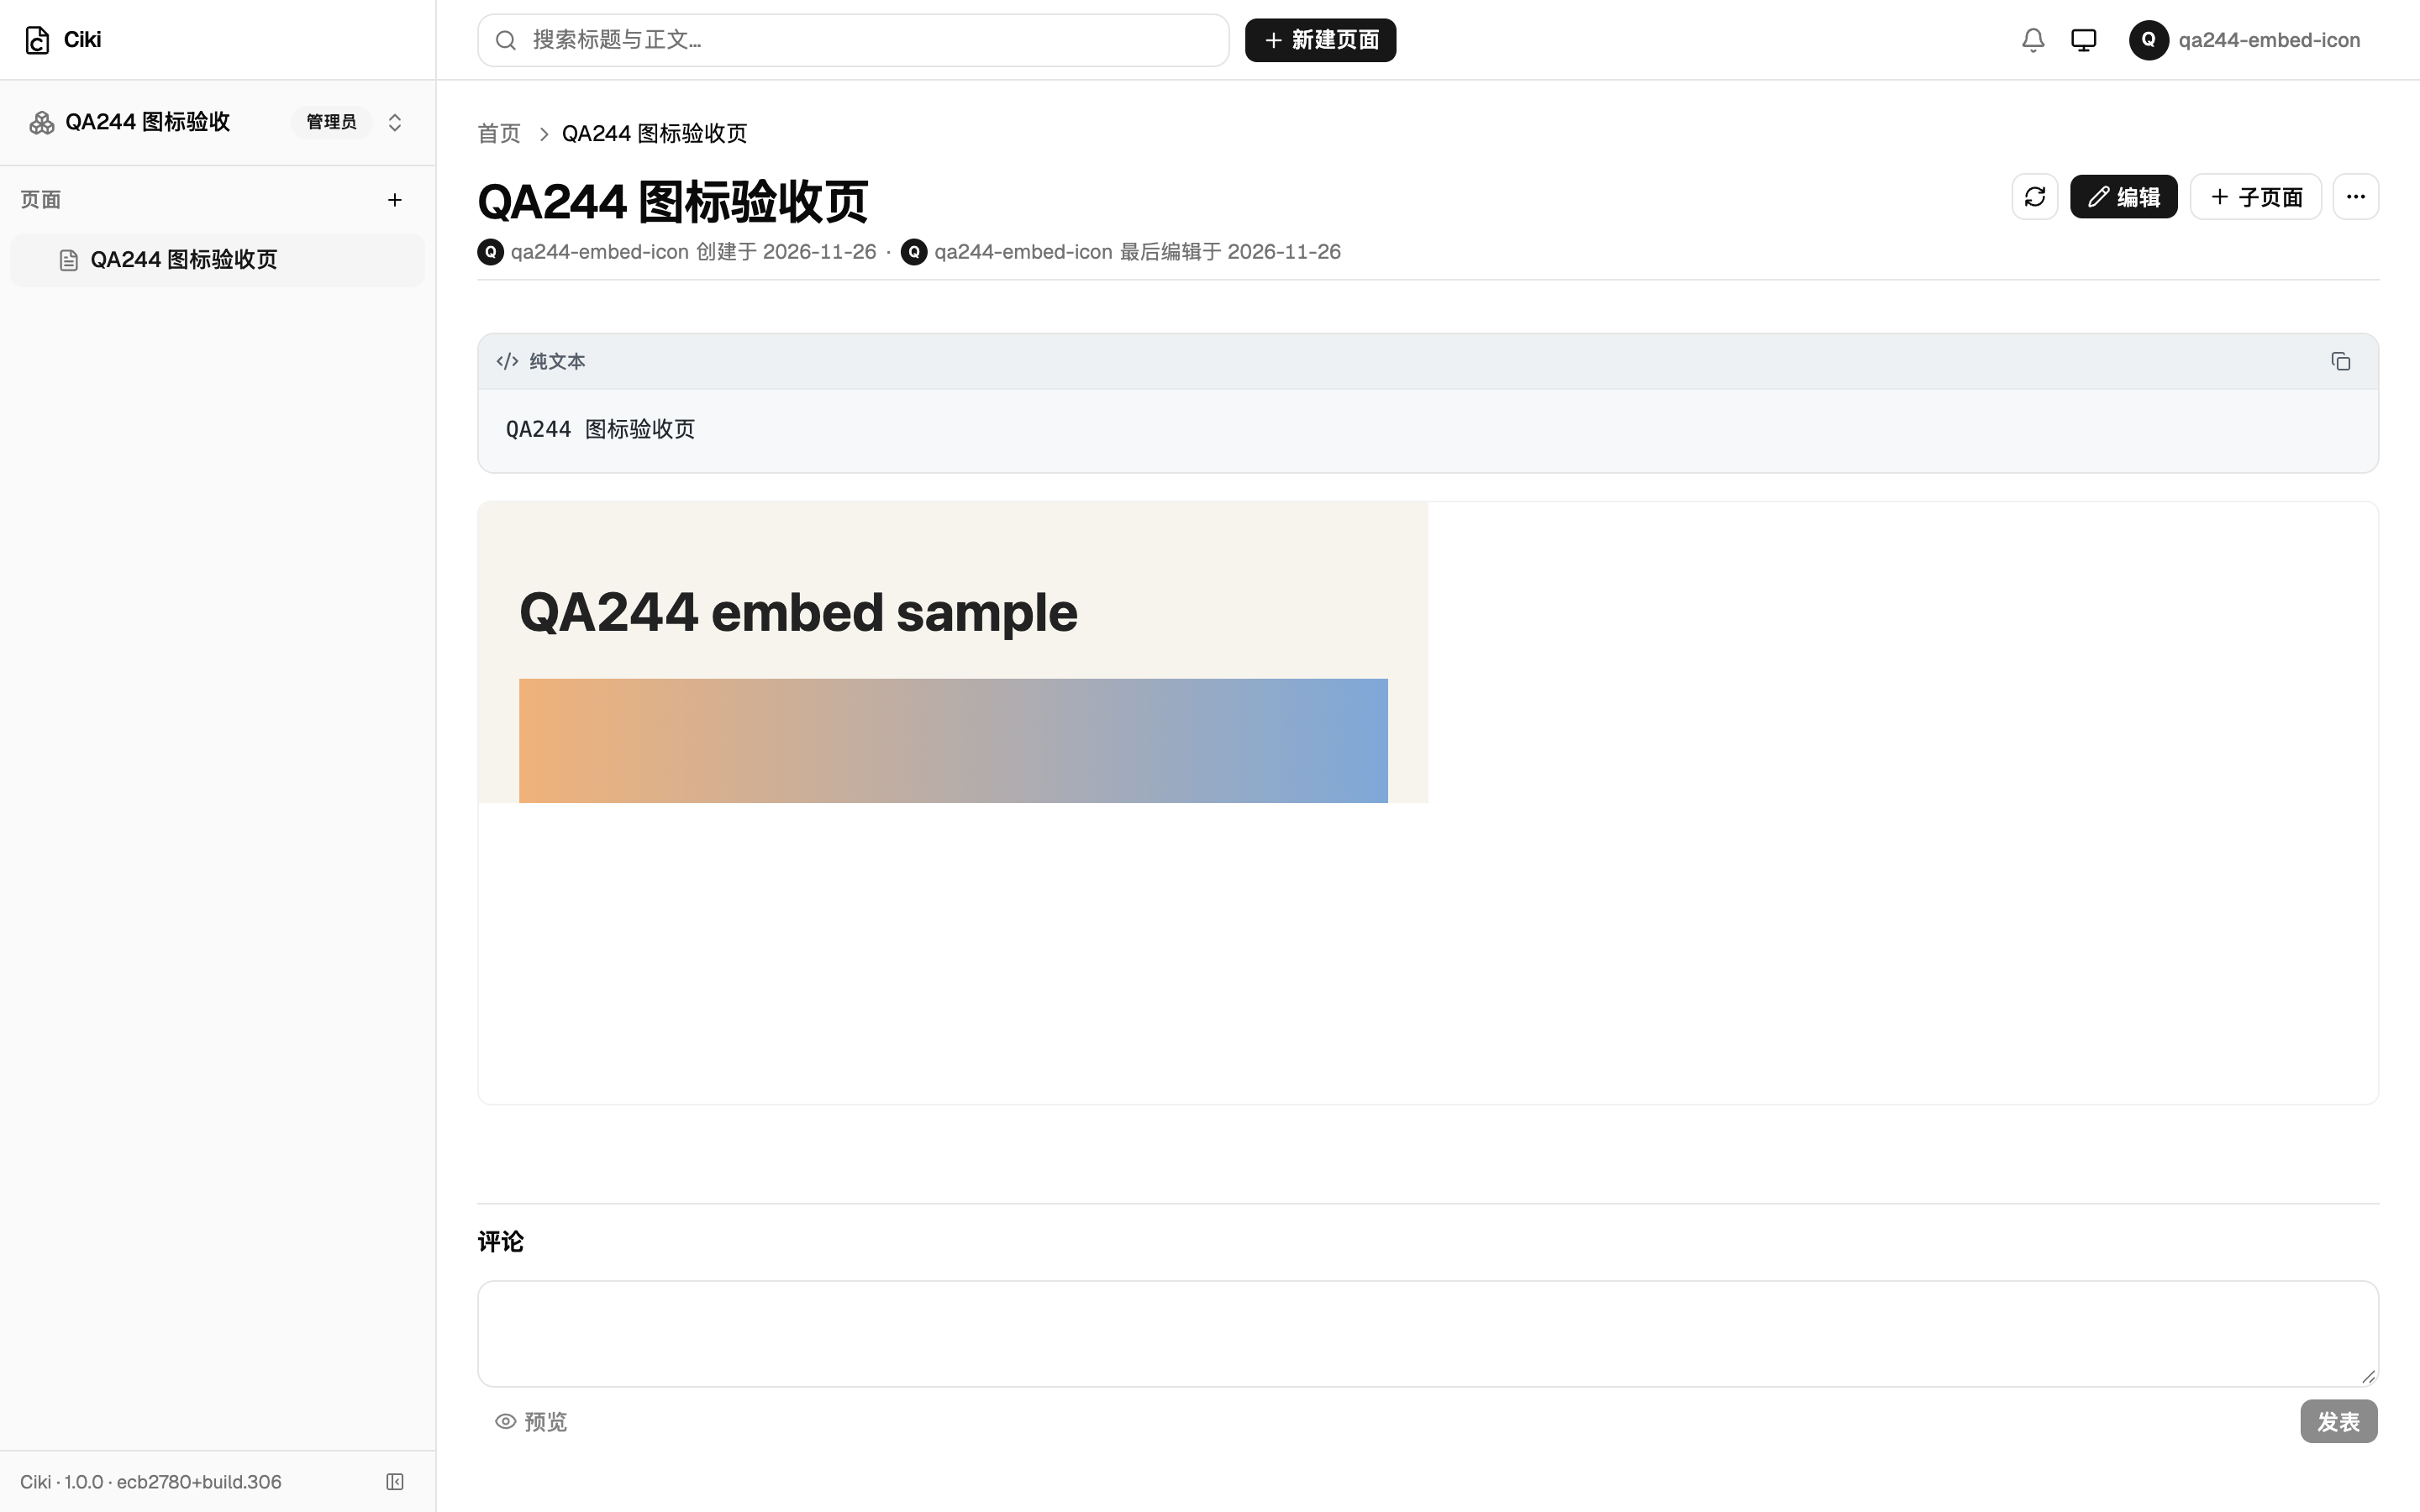 Ciki
搜索标题与正文...
新建页面
Q qa244-embed-icon
QA244 图标验收 管理员
页面
QA244 图标验收页
首页 > QA244 图标验收页
QA244 图标验收页
编辑
子页面
Q qa244-embed-icon 创建于 2026-11-26 · Q qa244-embed-icon 最后编辑于 2026-11-26
</> 纯文本
QA244 图标验收页
QA244 embed sample
评论
预览
发表
Ciki · 1.0.0 · ecb2780+build.306